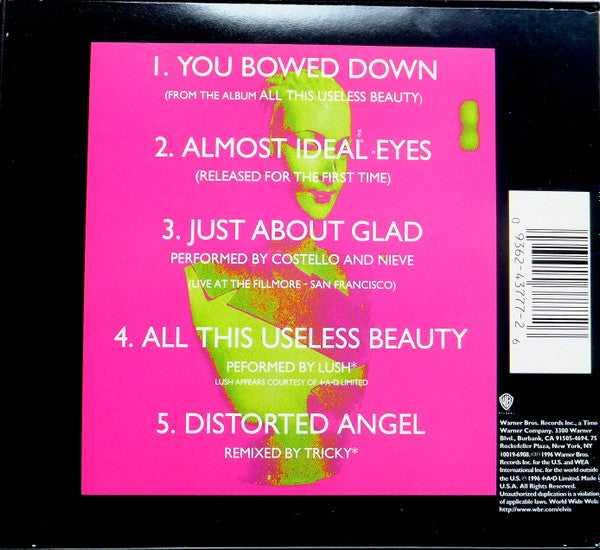 1. YOU BOWED DOWN
(FROM THE ALBUM ALL THIS USELESS BEAUTY)
2. ALMOST IDEAL EYES
(RELEASED FOR THE FIRST TIME)
3. JUST ABOUT GLAD
PERFORMED BY COSTELLO AND NIEVE
(LIVE AT THE FILLMORE - SAN FRANCISCO)
4. ALL THIS USELESS BEAUTY
PEFORMED BY LUSH*
LUSH APPEARS COURTESY OF 4•A•D LIMITED
5. DISTORTED ANGEL
REMIXED BY TRICKY*
0 9362-43777-2 6
WB
RECORDS
Warner Bros. Records Inc., a Time
Warner Company. 3300 Warner
Blvd., Burbank, CA 91505-4694. 75
Rockefeller Plaza, New York, NY
10019-6908. ©℗ 1996 Warner Bros.
Records Inc. for the U.S. and WEA
International Inc. for the world outside
the U.S. ©℗ 1996 4•A•D Limited. Made in
U.S.A. All Rights Reserved.
Unauthorized duplication is a violation
of applicable laws. World Wide Web:
http://www.wbr.com/elvis